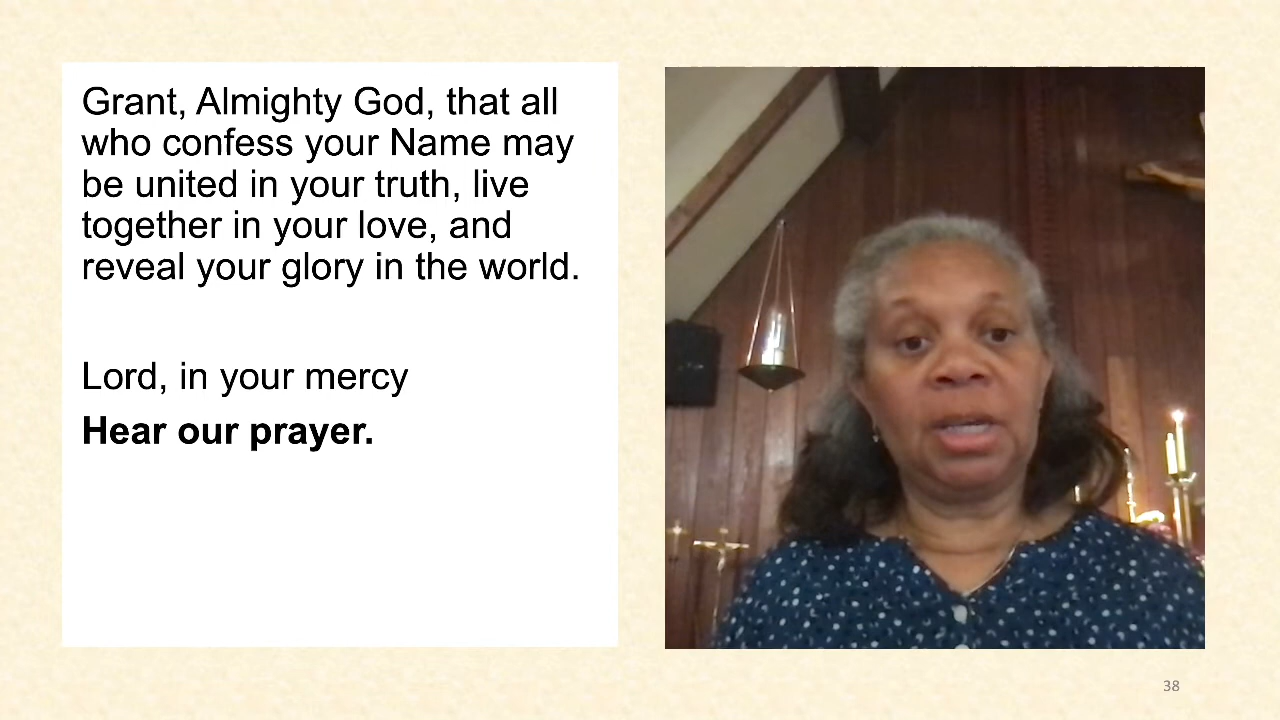 Grant, Almighty God, that all
who confess your Name may
be united in your truth, live
together in your love, and
reveal your glory in the world.
Lord, in your mercy
Hear our prayer.
38